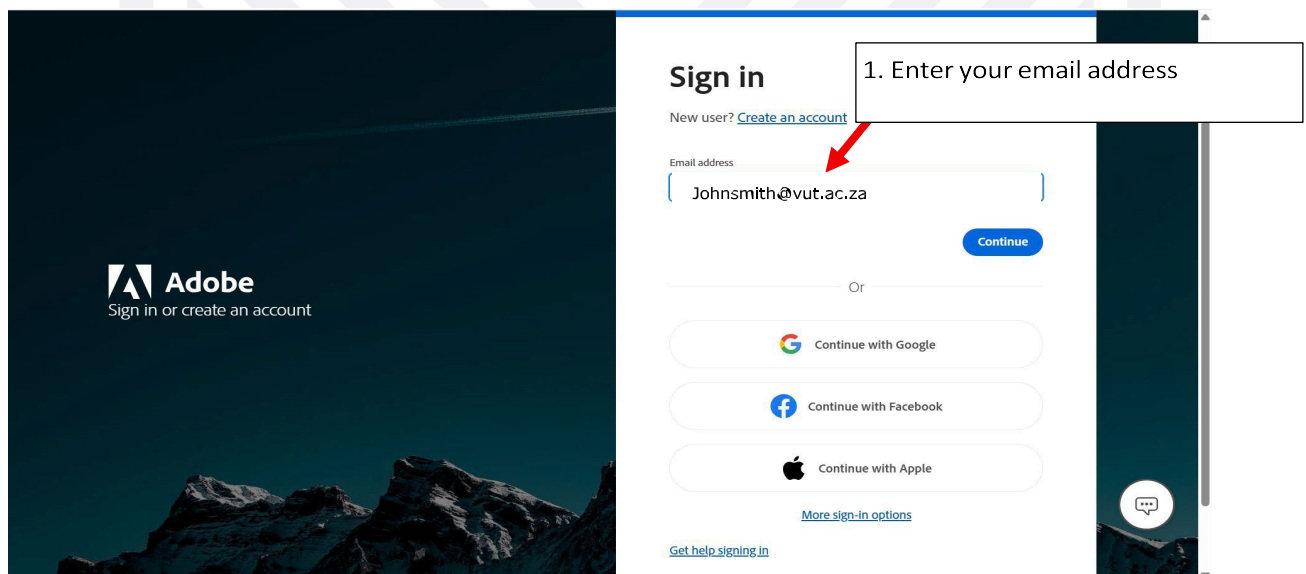 Sign in
1. Enter your email address
New user? Create an account
Email address
Johnsmith@vut.ac.za
Continue
Adobe
Sign in or create an account
Or
Continue with Google
Continue with Facebook
Continue with Apple
More sign-in options
Get help signing in